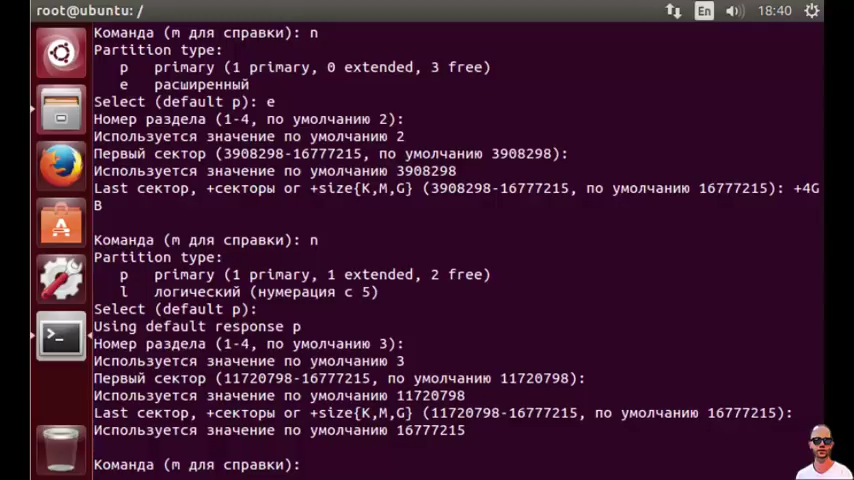 root@ubuntu: /
En
18:40
Команда (m для справки): n
Partition type:
p   primary (1 primary, 0 extended, 3 free)
e   расширенный
Select (default p): e
Номер раздела (1-4, по умолчанию 2):
Используется значение по умолчанию 2
Первый сектор (3908298-16777215, по умолчанию 3908298):
Используется значение по умолчанию 3908298
Last сектор, +секторы or +size{K,M,G} (3908298-16777215, по умолчанию 16777215): +4G
B
Команда (m для справки): n
Partition type:
p   primary (1 primary, 1 extended, 2 free)
l   логический (нумерация с 5)
Select (default p):
Using default response p
Номер раздела (1-4, по умолчанию 3):
Используется значение по умолчанию 3
Первый сектор (11720798-16777215, по умолчанию 11720798):
Используется значение по умолчанию 11720798
Last сектор, +секторы or +size{K,M,G} (11720798-16777215, по умолчанию 16777215):
Используется значение по умолчанию 16777215
Команда (m для справки):